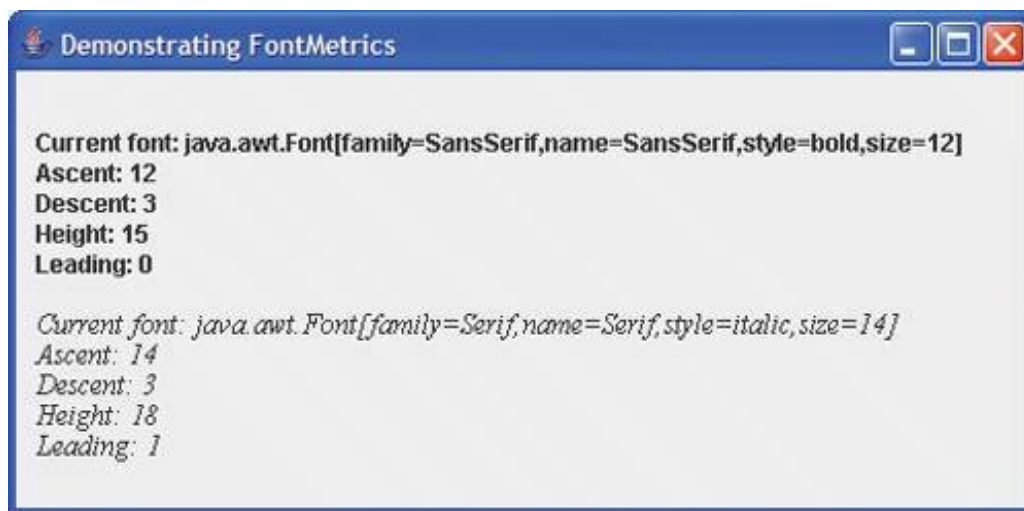 Demonstrating FontMetrics
Current font: java.awt.Font[family=SansSerif,name=SansSerif,style=bold,size=12]
Ascent: 12
Descent: 3
Height: 15
Leading: 0
Current font: java.awt.Font[family=Serif,name=Serif,style=italic,size=14]
Ascent: 14
Descent: 3
Height: 18
Leading: 1